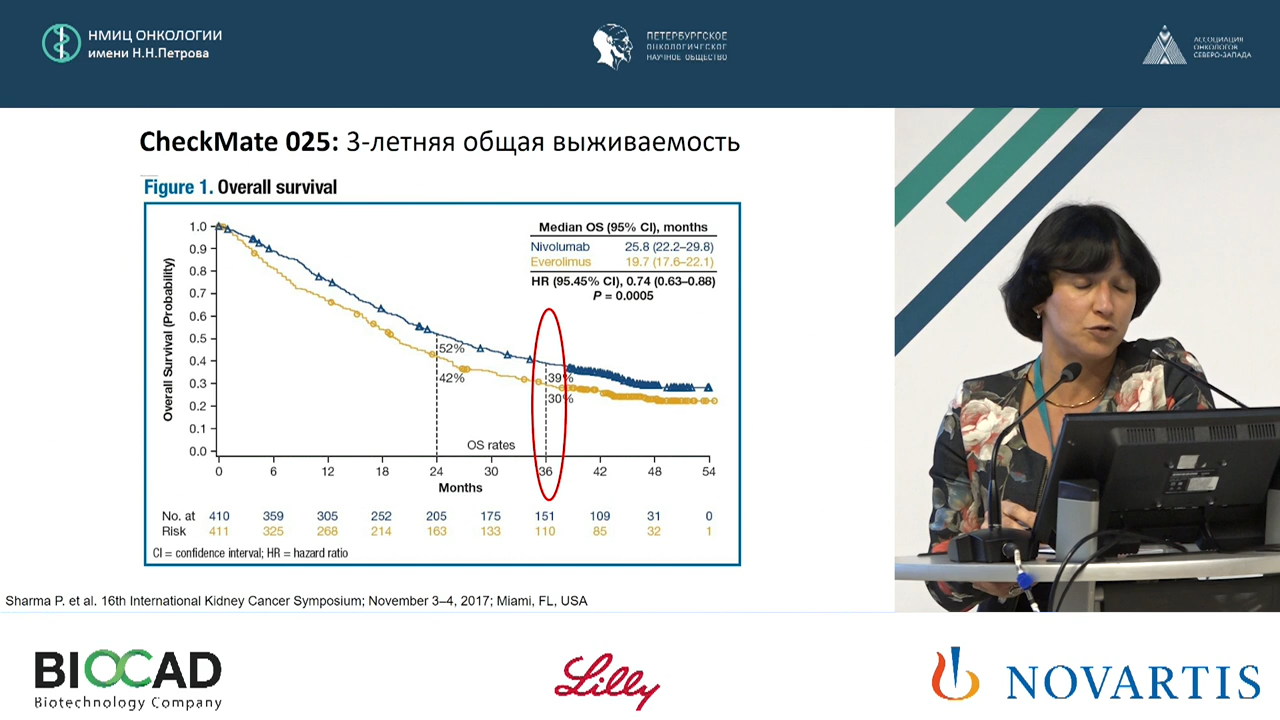 НМИЦ ОНКОЛОГИИ
имени Н.Н.Петрова
ПЕТЕРБУРГСКОЕ
ОНКОЛОГИЧЕСКОЕ
НАУЧНОЕ ОБЩЕСТВО
АССОЦИАЦИЯ
ОНКОЛОГОВ
СЕВЕРО-ЗАПАДА
CheckMate 025: 3-летняя общая выживаемость
Figure 1. Overall survival
Overall Survival (Probability)
1.0
0.9
0.8
0.7
0.6
0.5
0.4
0.3
0.2
0.1
0.0
Median OS (95% CI), months
Nivolumab 25.8 (22.2–29.8)
Everolimus 19.7 (17.6–22.1)
HR (95.45% CI), 0.74 (0.63–0.88)
P = 0.0005
52%
42%
39%
30%
OS rates
0 6 12 18 24 30 36 42 48 54
Months
No. at 410 359 305 252 205 175 151 109 31 0
Risk 411 325 268 214 163 133 110 85 32 1
CI = confidence interval; HR = hazard ratio
Sharma P. et al. 16th International Kidney Cancer Symposium; November 3–4, 2017; Miami, FL, USA
BIOCAD
Biotechnology Company
Lilly
NOVARTIS